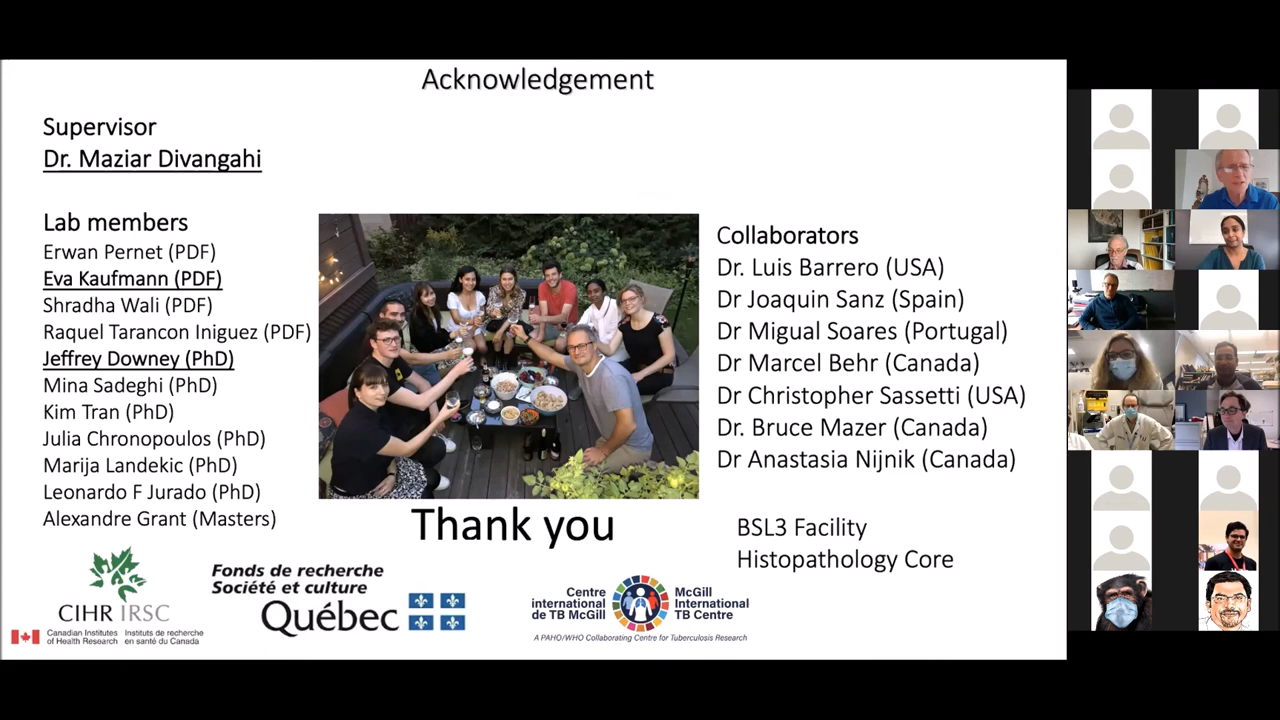 Acknowledgement
Supervisor
Dr. Maziar Divangahi
Lab members
Erwan Pernet (PDF)
Eva Kaufmann (PDF)
Shradha Wali (PDF)
Raquel Tarancon Iniguez (PDF)
Jeffrey Downey (PhD)
Mina Sadeghi (PhD)
Kim Tran (PhD)
Julia Chronopoulos (PhD)
Marija Landekic (PhD)
Leonardo F Jurado (PhD)
Alexandre Grant (Masters)
Collaborators
Dr. Luis Barrero (USA)
Dr Joaquin Sanz (Spain)
Dr Migual Soares (Portugal)
Dr Marcel Behr (Canada)
Dr Christopher Sassetti (USA)
Dr. Bruce Mazer (Canada)
Dr Anastasia Nijnik (Canada)
Thank you
BSL3 Facility
Histopathology Core
CIHR IRSC
Canadian Institutes
of Health Research
Instituts de recherche
en santé du Canada
Fonds de recherche
Société et culture
Québec
Centre
international
de TB McGill
McGill
International
TB Centre
A PAHO/WHO Collaborating Centre for Tuberculosis Research